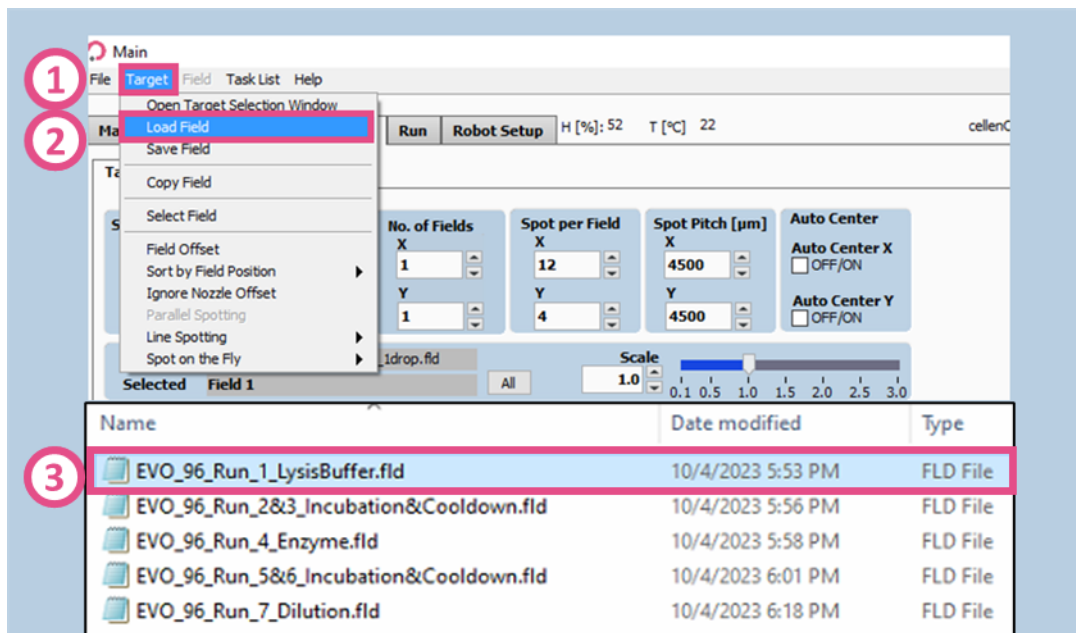 Main
1
File Target Field Task List Help
Open Target Selection Window
2
Ma
Load Field
Run Robot Setup H [%]: 52 T [°C] 22
Save Field
Ta
Copy Field
Select Field
Field Offset
Sort by Field Position
Ignore Nozzle Offset
Parallel Spotting
Line Spotting
Spot on the Fly
S
No. of Fields
X
1
Y
1
Spot per Field
X
12
Y
4
Spot Pitch [µm]
X
4500
Y
4500
Auto Center
Auto Center X
OFF/ON
Auto Center Y
OFF/ON
_1drop.fld
Scale
Selected Field 1 All 1.0
0.1 0.5 1.0 1.5 2.0 2.5 3.0
Name Date modified Type
3
EVO_96_Run_1_LysisBuffer.fld 10/4/2023 5:53 PM FLD File
EVO_96_Run_2&3_Incubation&Cooldown.fld 10/4/2023 5:56 PM FLD File
EVO_96_Run_4_Enzyme.fld 10/4/2023 5:58 PM FLD File
EVO_96_Run_5&6_Incubation&Cooldown.fld 10/4/2023 6:01 PM FLD File
EVO_96_Run_7_Dilution.fld 10/4/2023 6:18 PM FLD File